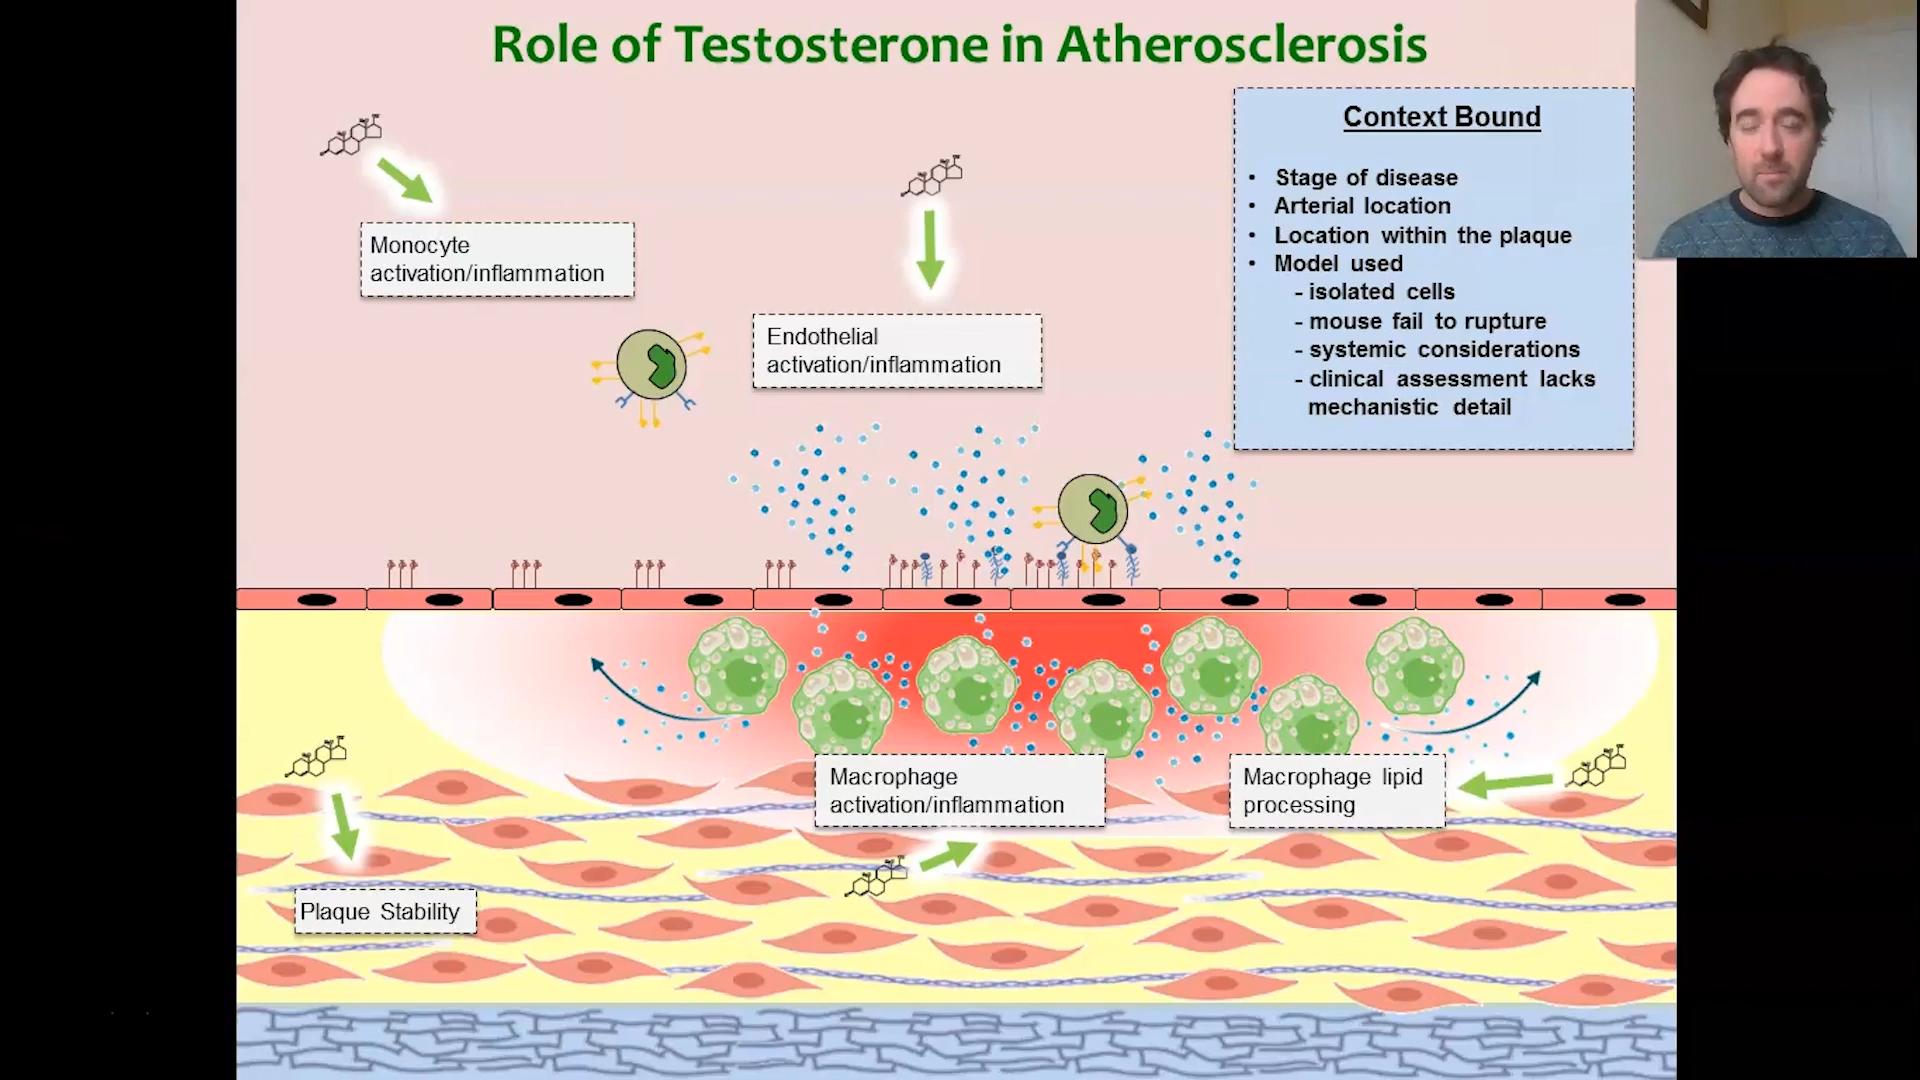 Role of Testosterone in Atherosclerosis
Context Bound
• Stage of disease
• Arterial location
• Location within the plaque
• Model used
- isolated cells
- mouse fail to rupture
- systemic considerations
- clinical assessment lacks
mechanistic detail
Monocyte
activation/inflammation
Endothelial
activation/inflammation
Macrophage
activation/inflammation
Macrophage lipid
processing
Plaque Stability